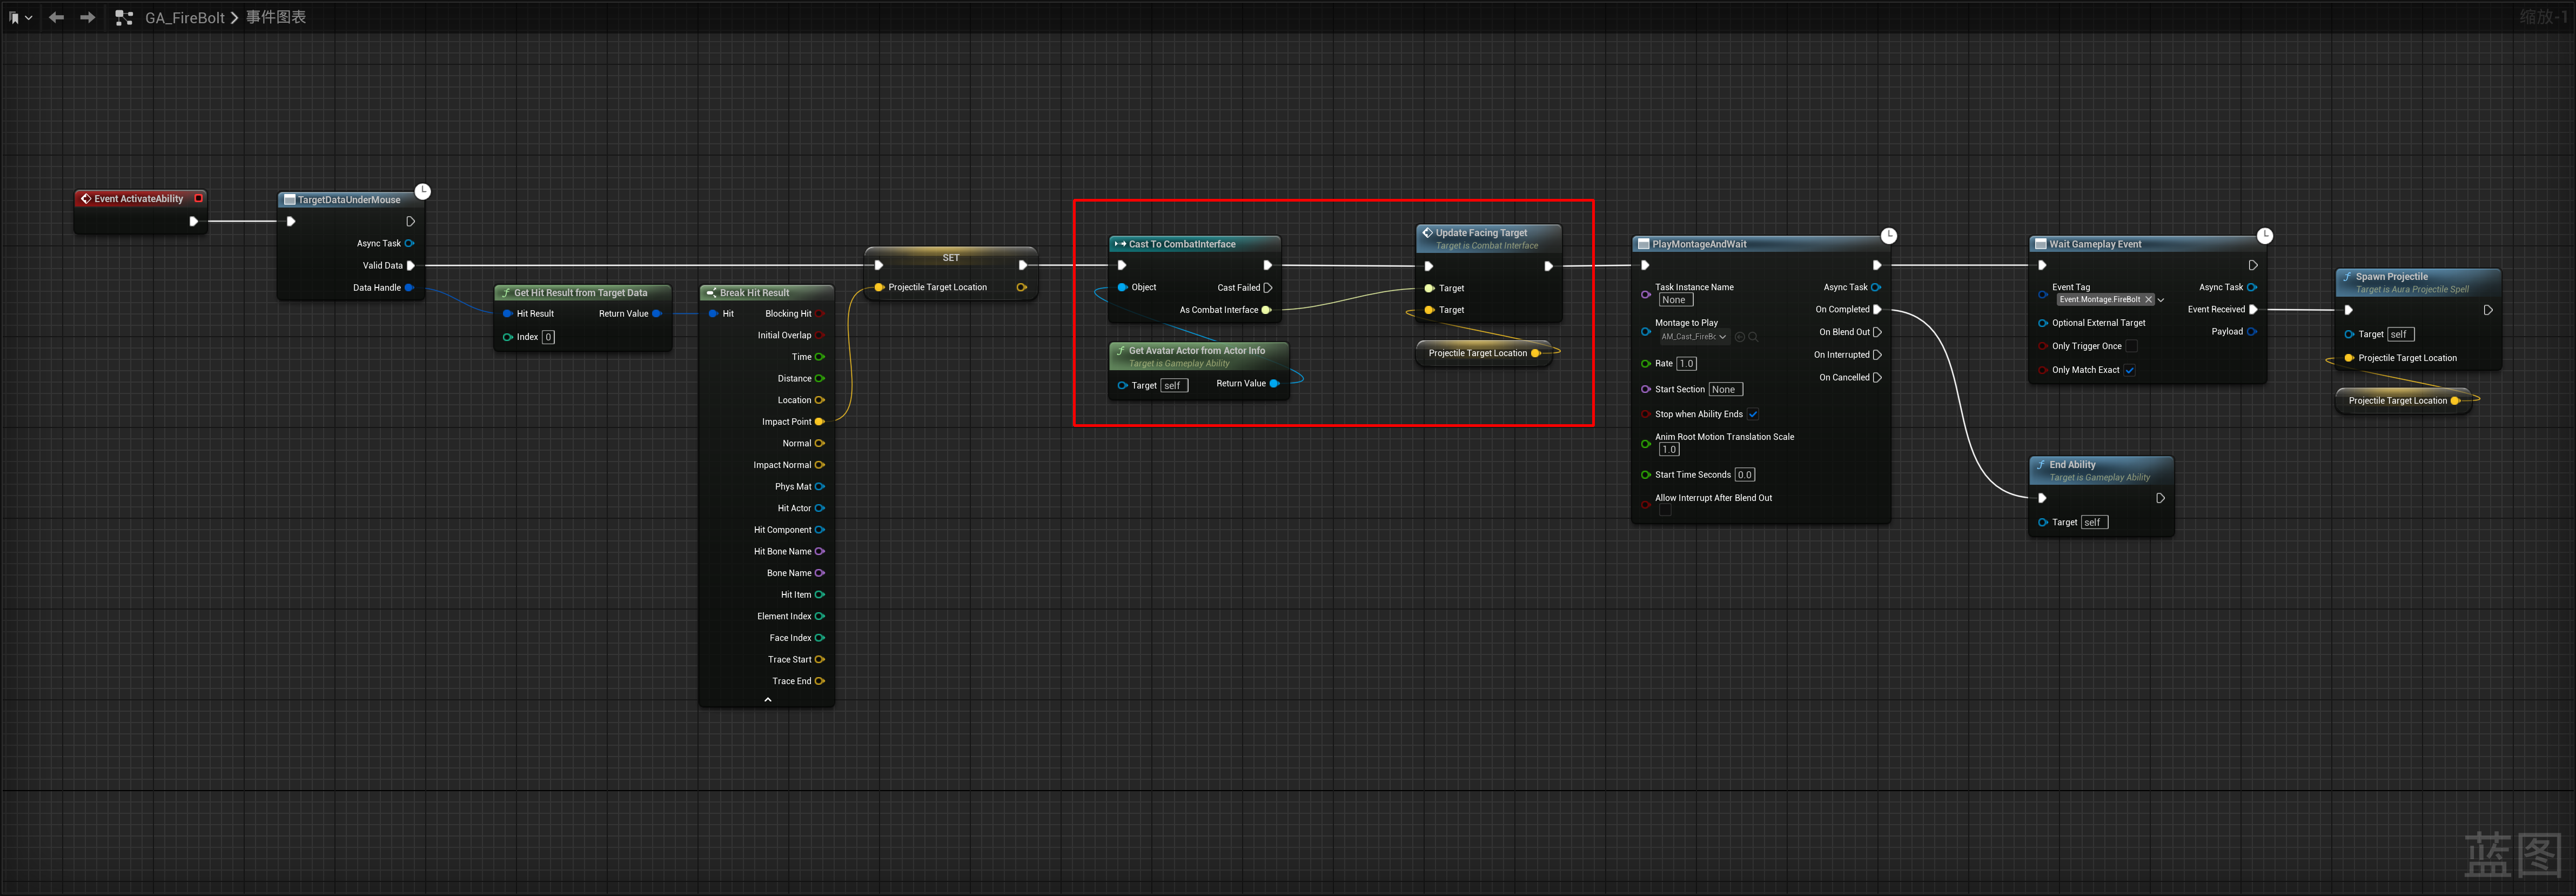 GA_FireBolt > 事件图表
缩放-1
Event ActivateAbility
TargetDataUnderMouse
Async Task
Valid Data
Data Handle
Get Hit Result from Target Data
Hit Result
Return Value
Index 0
Break Hit Result
Hit
Blocking Hit
Initial Overlap
Time
Distance
Location
Impact Point
Normal
Impact Normal
Phys Mat
Hit Actor
Hit Component
Hit Bone Name
Bone Name
Hit Item
Element Index
Face Index
Trace Start
Trace End
SET
Projectile Target Location
Cast To CombatInterface
Object
Cast Failed
As Combat Interface
Get Avatar Actor from Actor Info
Target is Gameplay Ability
Target self
Return Value
Update Facing Target
Target is Combat Interface
Target
Target
Projectile Target Location
PlayMontageAndWait
Task Instance Name
None
Montage to Play
AM_Cast_FireBc
Rate 1.0
Start Section None
Stop when Ability Ends
Anim Root Motion Translation Scale
1.0
Start Time Seconds 0.0
Allow Interrupt After Blend Out
Async Task
On Completed
On Blend Out
On Interrupted
On Cancelled
Wait Gameplay Event
Event Tag
Event.Montage.FireBolt
Optional External Target
Only Trigger Once
Only Match Exact
Async Task
Event Received
Payload
End Ability
Target is Gameplay Ability
Target self
Spawn Projectile
Target is Aura Projectile Spell
Target self
Projectile Target Location
Projectile Target Location
蓝图